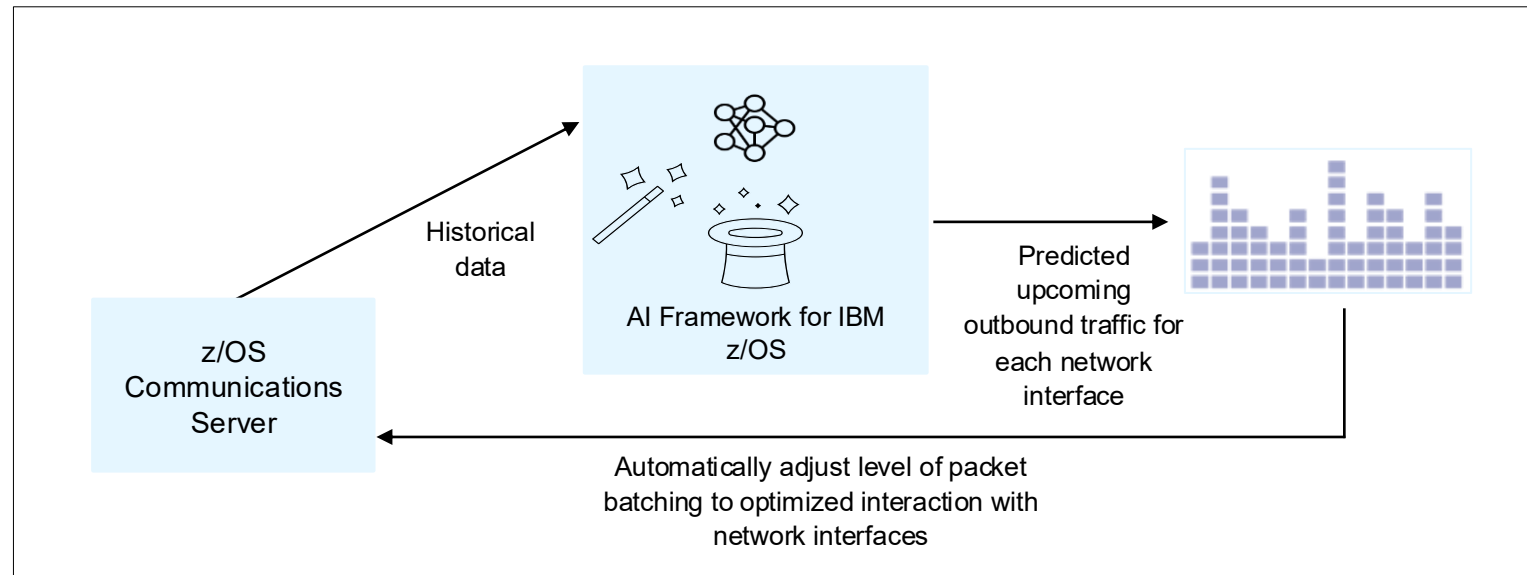 Historical
data
z/OS
Communications
Server
AI Framework for IBM
z/OS
Predicted
upcoming
outbound traffic for
each network
interface
Automatically adjust level of packet
batching to optimized interaction with
network interfaces